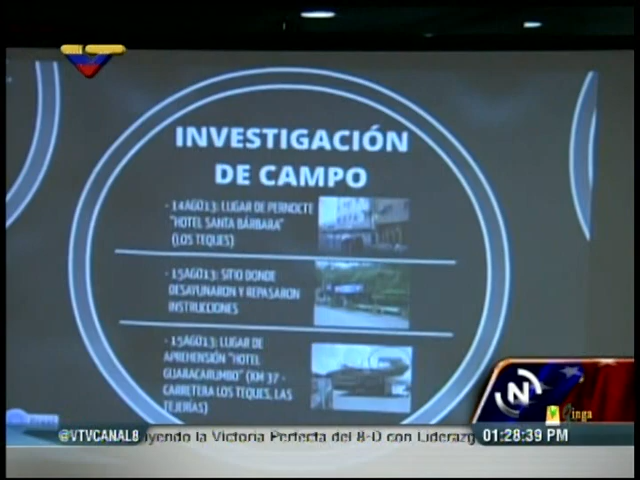 INVESTIGACIÓN
DE CAMPO
- 14AGO13: LUGAR DE PERNOCTE
"HOTEL SANTA BÁRBARA"
(LOS TEQUES)
- 15AGO13: SITIO DONDE
DESAYUNARON Y REPASARON
INSTRUCCIONES
- 15AGO13: LUGAR DE
APREHENSIÓN "HOTEL
GUARACARUMBO" (KM 37 -
CARRETERA LOS TEQUES, LAS
TEJERÍAS)
N
@VTVCANAL8 uyendo la Victoria Perfecta del 8-D con Liderazg 01:28:39 PM